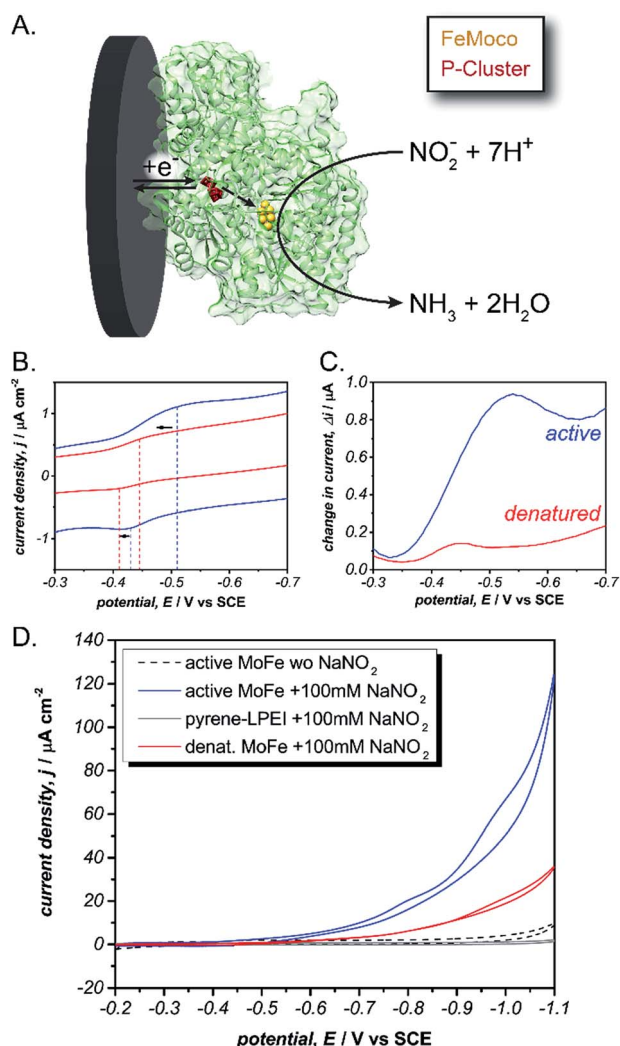 A.
FeMoco
P-Cluster
+e⁻
NO₂⁻ + 7H⁺
NH₃ + 2H₂O
B.
current density, j / μA cm⁻²
1
0
-1
-0.3 -0.4 -0.5 -0.6 -0.7
potential, E / V vs SCE
C.
change in current, Δi / μA
1.0
0.8
0.6
0.4
0.2
0.0
active
denatured
-0.3 -0.4 -0.5 -0.6 -0.7
potential, E / V vs SCE
D.
current density, j / μA cm⁻²
140
120
100
80
60
40
20
0
-20
active MoFe wo NaNO₂
active MoFe +100mM NaNO₂
pyrene-LPEI +100mM NaNO₂
denat. MoFe +100mM NaNO₂
-0.2 -0.3 -0.4 -0.5 -0.6 -0.7 -0.8 -0.9 -1.0 -1.1
potential, E / V vs SCE